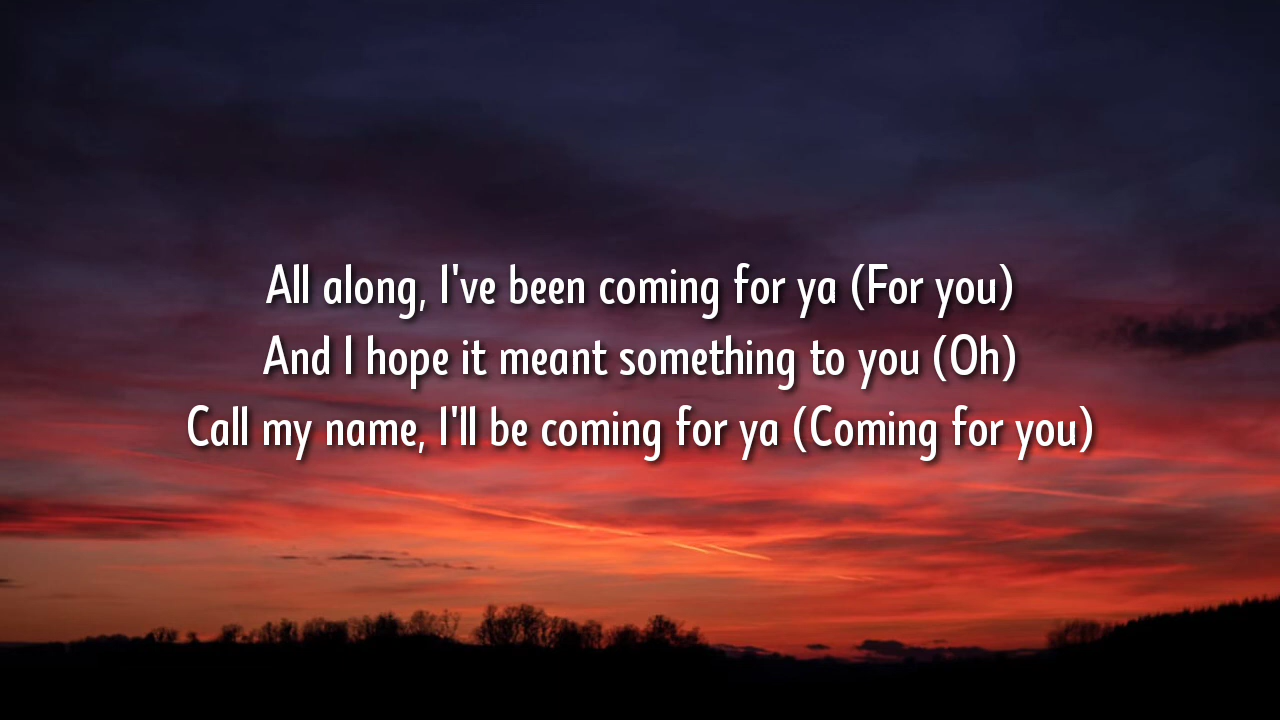 All along, I've been coming for ya (For you)
And I hope it meant something to you (Oh)
Call my name, I'll be coming for ya (Coming for you)